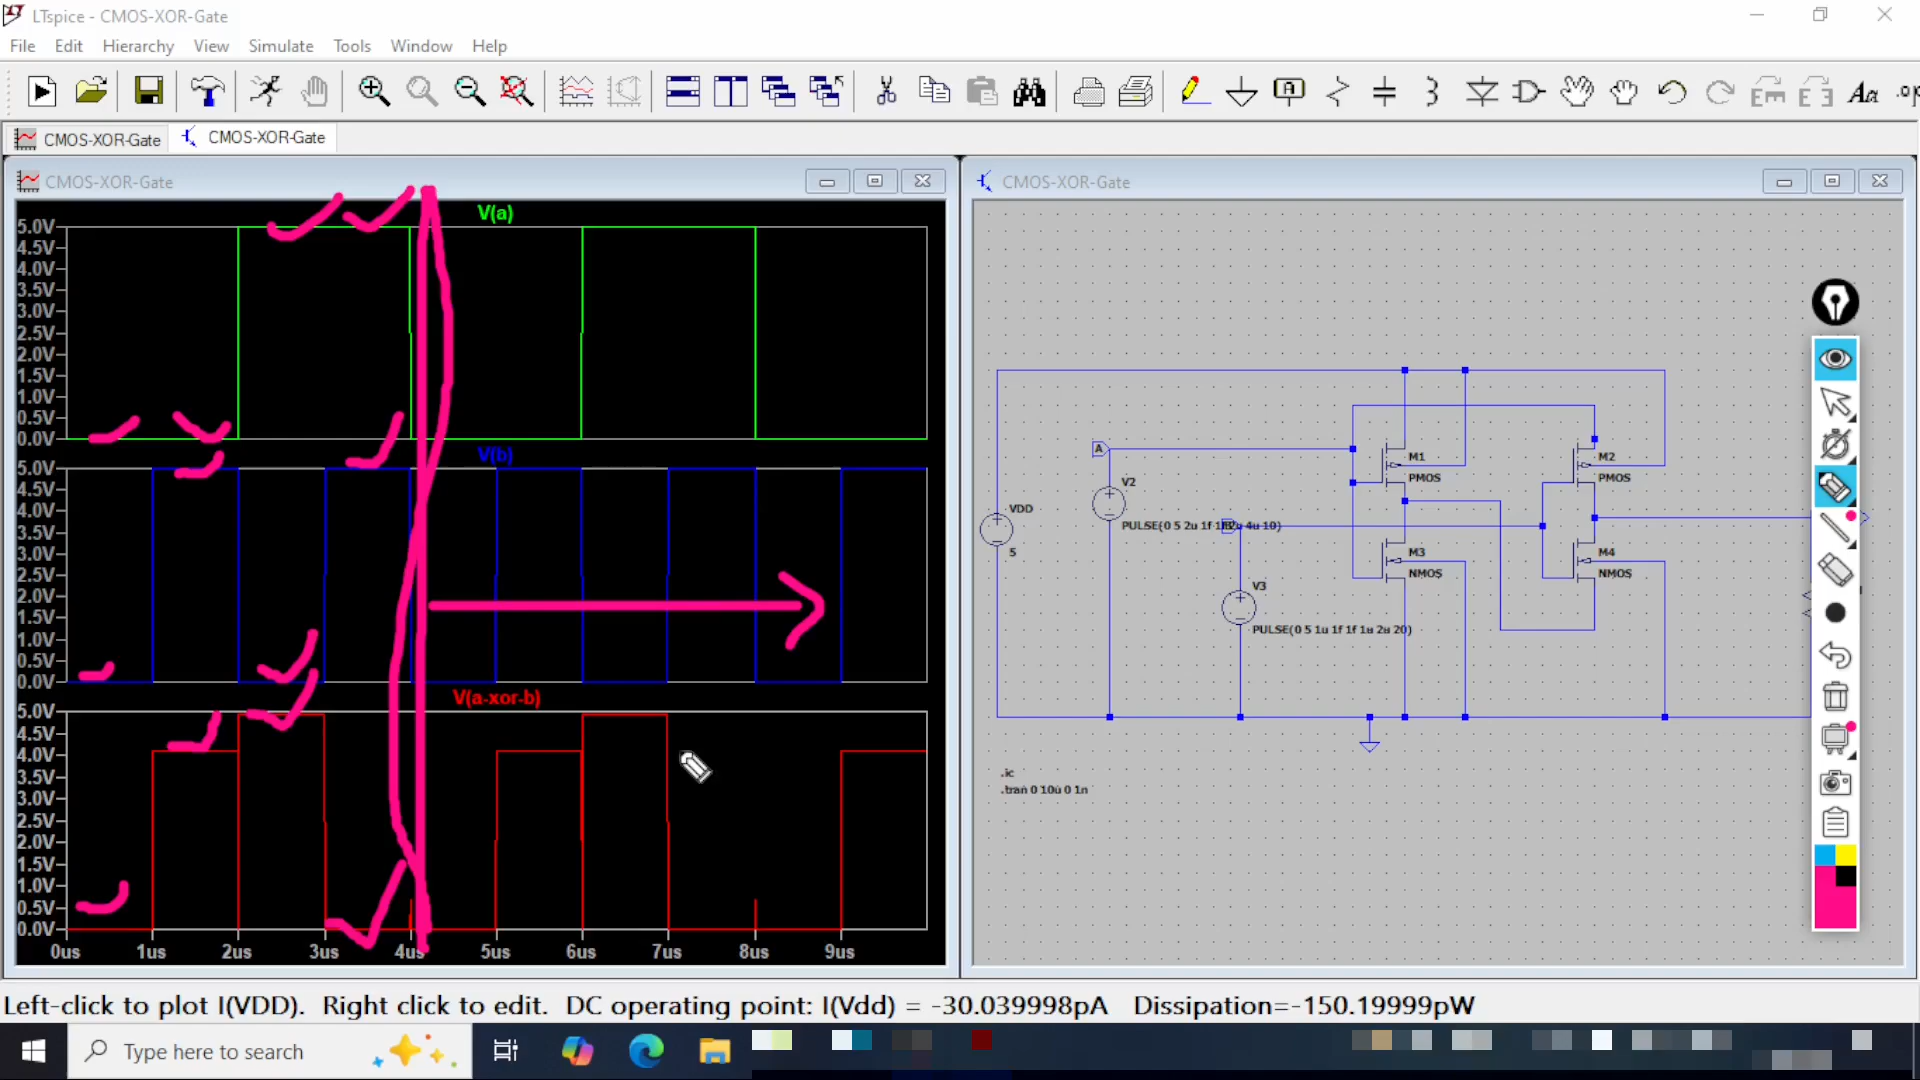 LTspice - CMOS-XOR-Gate
File Edit Hierarchy View Simulate Tools Window Help
CMOS-XOR-Gate CMOS-XOR-Gate
CMOS-XOR-Gate
V(a)
5.0V
4.5V
4.0V
3.5V
3.0V
2.5V
2.0V
1.5V
1.0V
0.5V
0.0V
V(b)
5.0V
4.5V
4.0V
3.5V
3.0V
2.5V
2.0V
1.5V
1.0V
0.5V
0.0V
V(a-xor-b)
5.0V
4.5V
4.0V
3.5V
3.0V
2.5V
2.0V
1.5V
1.0V
0.5V
0.0V
0us 1us 2us 3us 4us 5us 6us 7us 8us 9us
CMOS-XOR-Gate
A
M1
PMOS
M2
PMOS
V2
VDD
5
M3
NMOS
M4
NMOS
V3
PULSE(0 5 1u 1f 1f 1u 2u 20)
.ic
.tran 0 10u 0 1n
Left-click to plot I(VDD). Right click to edit. DC operating point: I(Vdd) = -30.039998pA Dissipation=-150.19999pW
Type here to search